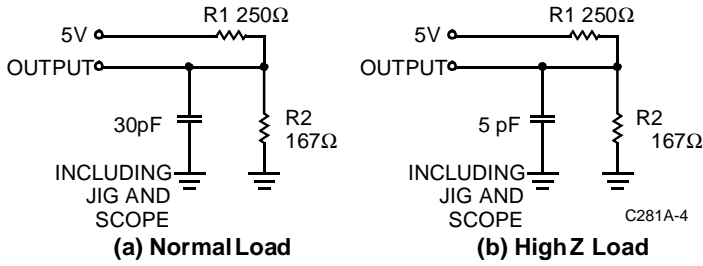 R1 250Ω
5V
OUTPUT
30pF
R2
167Ω
INCLUDING
JIG AND
SCOPE
(a) Normal Load
R1 250Ω
5V
OUTPUT
5 pF
R2
167Ω
INCLUDING
JIG AND
SCOPE
C281A-4
(b) High Z Load